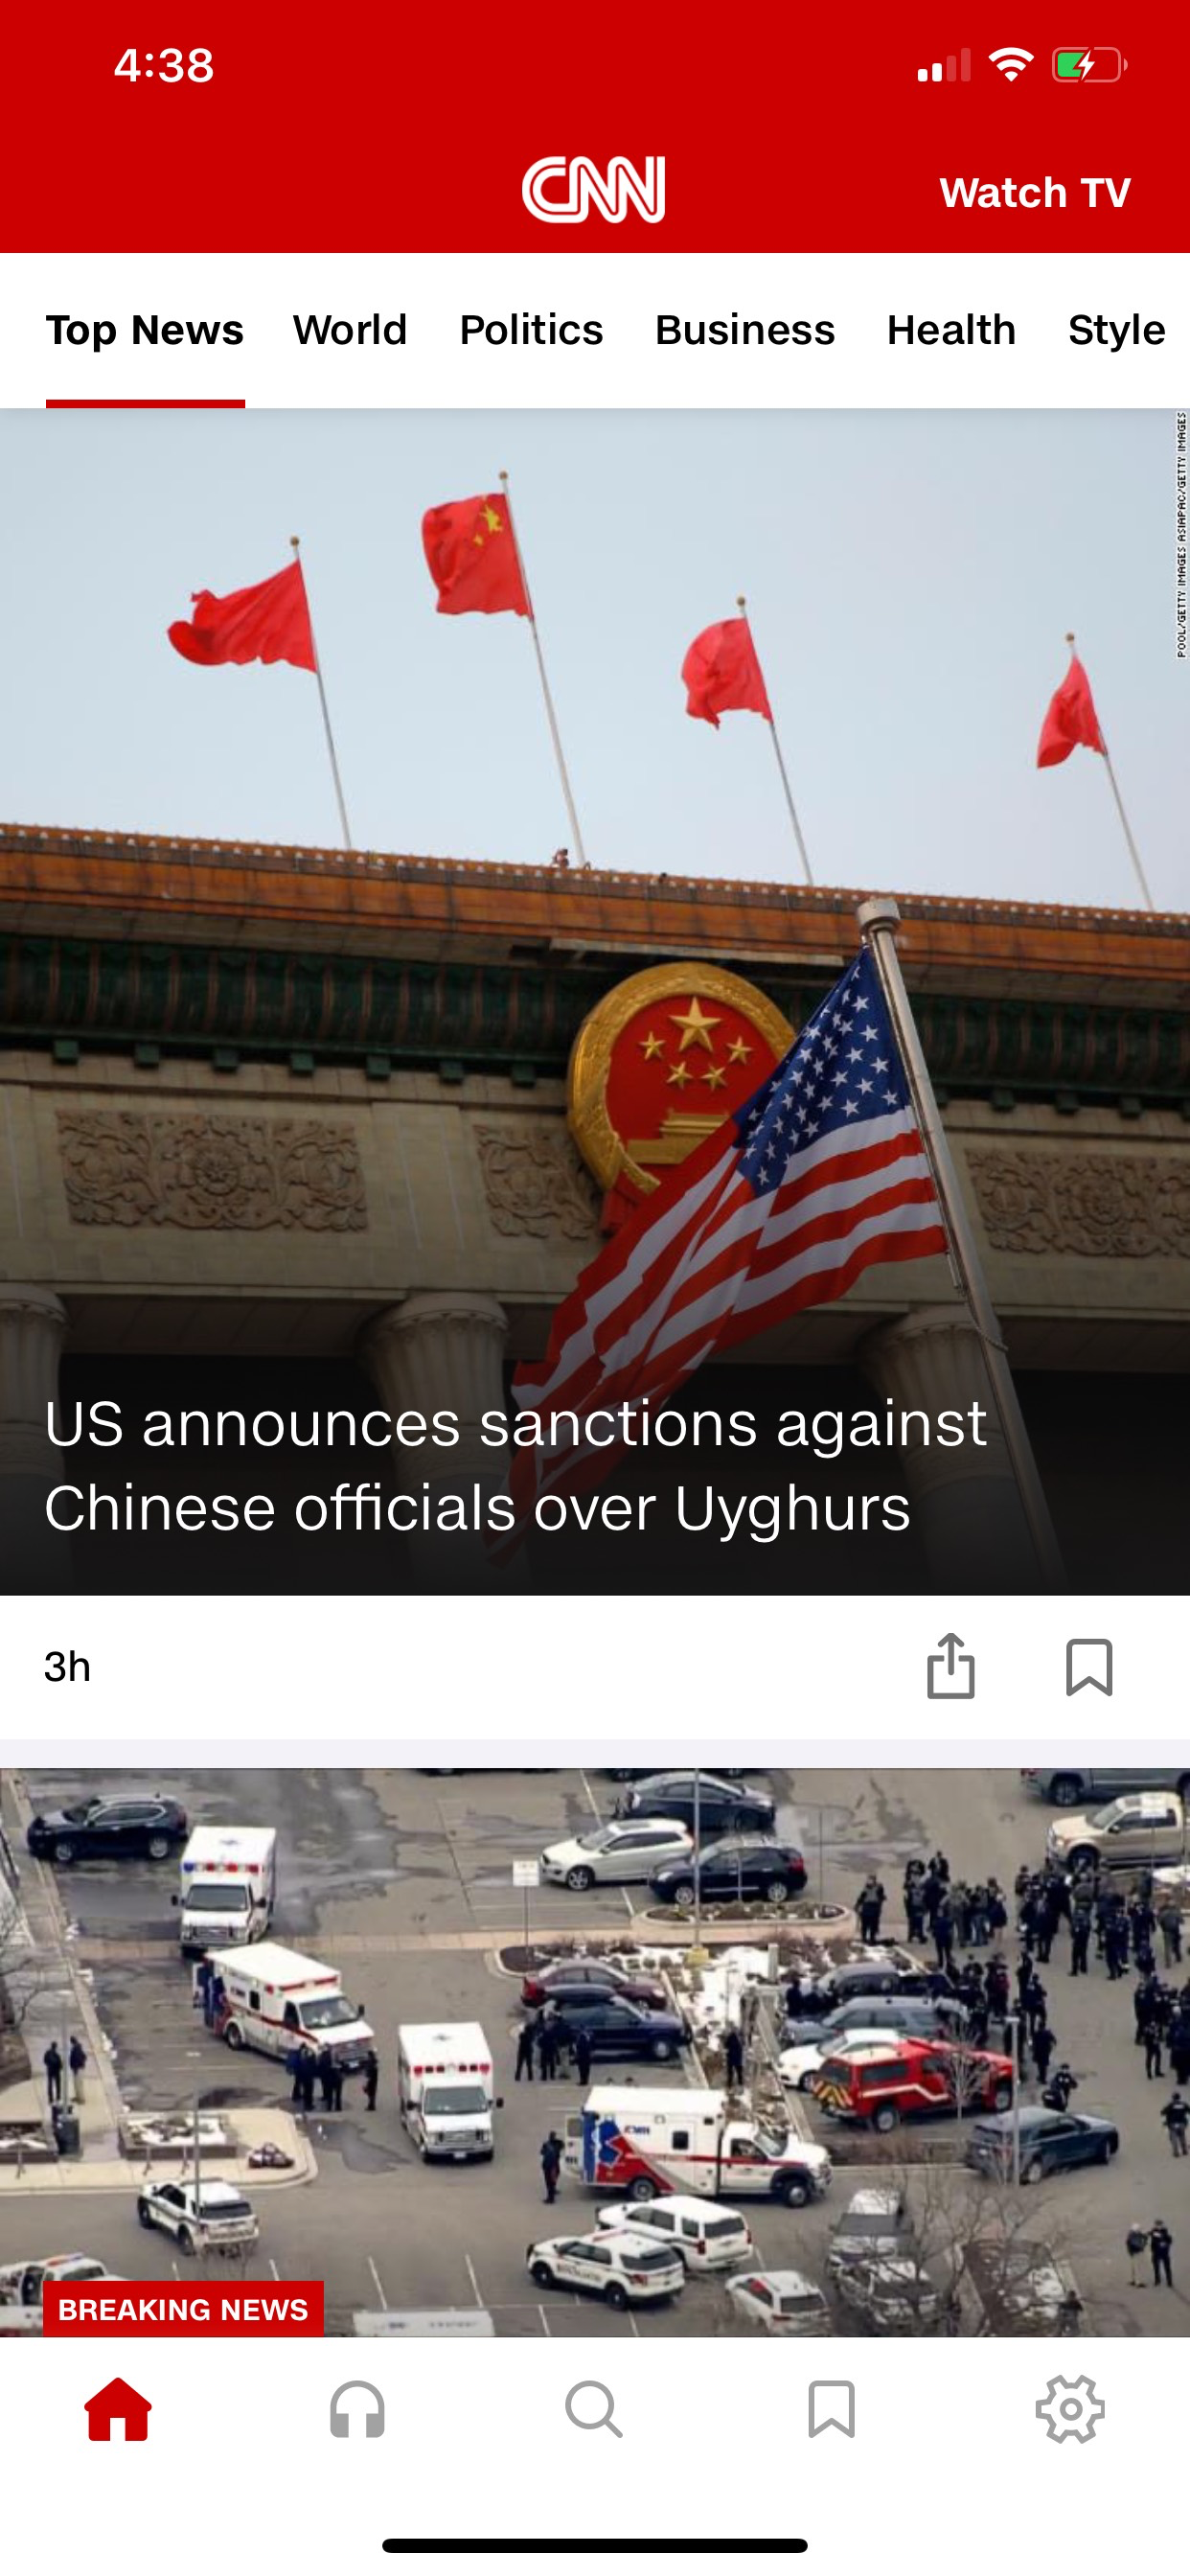 4:38
CNN
Watch TV
Top News World Politics Business Health Style
POOL/GETTY IMAGES ASIAPAC/GETTY IMAGES
US announces sanctions against
Chinese officials over Uyghurs
3h
BREAKING NEWS